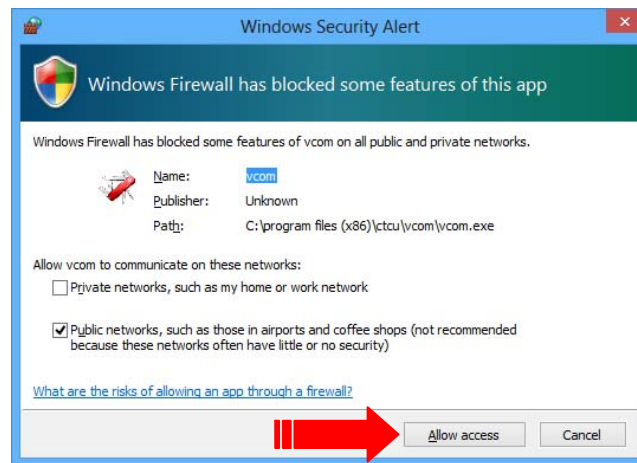 Windows Security Alert
Windows Firewall has blocked some features of this app
Windows Firewall has blocked some features of vcom on all public and private networks.
Name: vcom
Publisher: Unknown
Path: C:\program files (x86)\ctcu\vcom\vcom.exe
Allow vcom to communicate on these networks:
Private networks, such as my home or work network
Public networks, such as those in airports and coffee shops (not recommended
because these networks often have little or no security)
What are the risks of allowing an app through a firewall?
Allow access Cancel